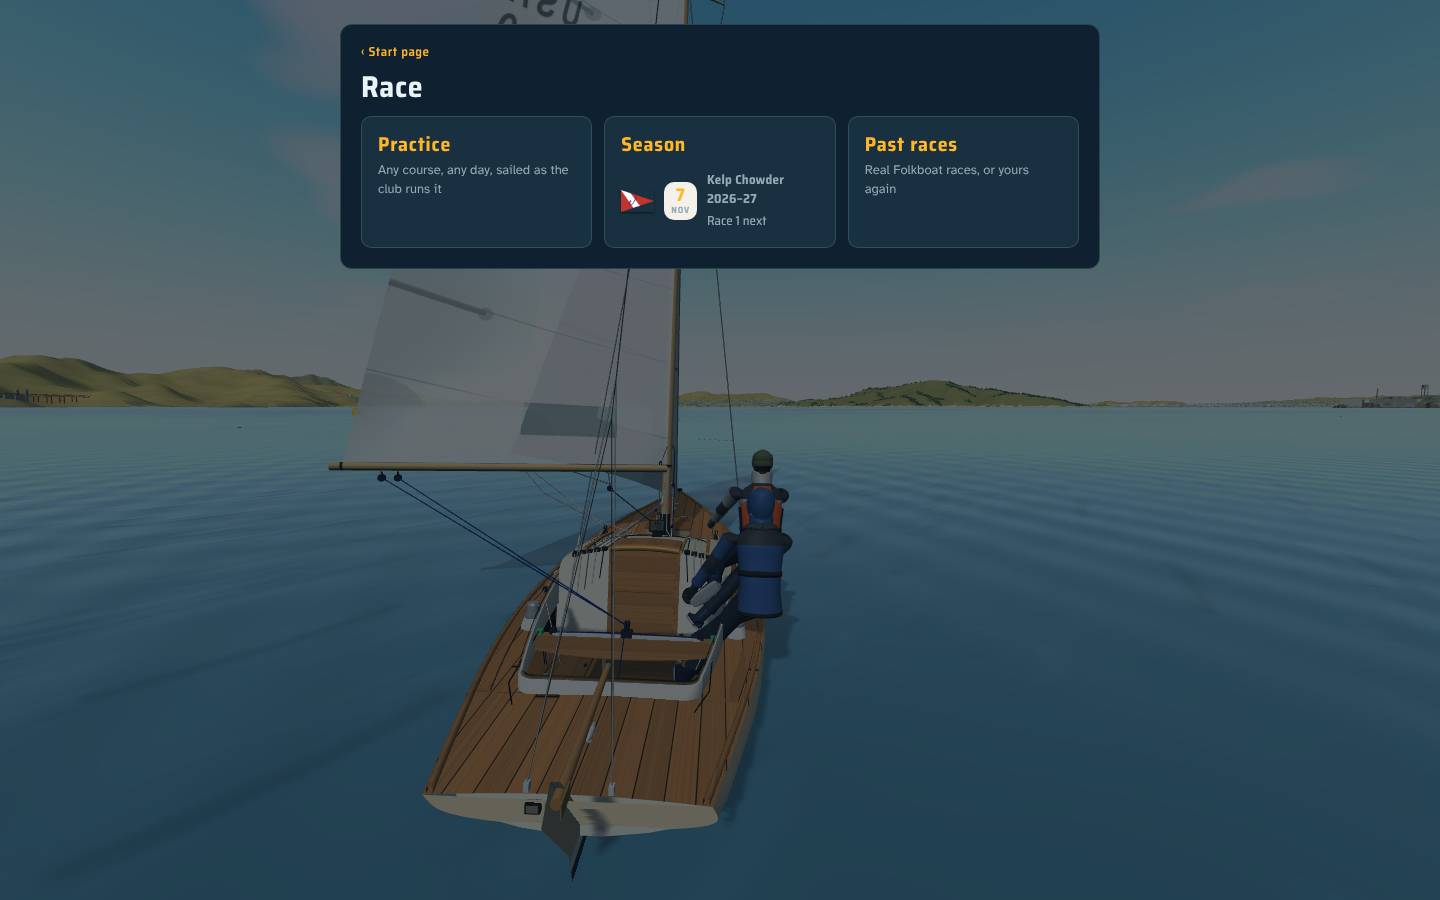 ‹ Start page
Race
Practice
Any course, any day, sailed as the
club runs it
Season
7
NOV
Kelp Chowder
2026–27
Race 1 next
Past races
Real Folkboat races, or yours
again